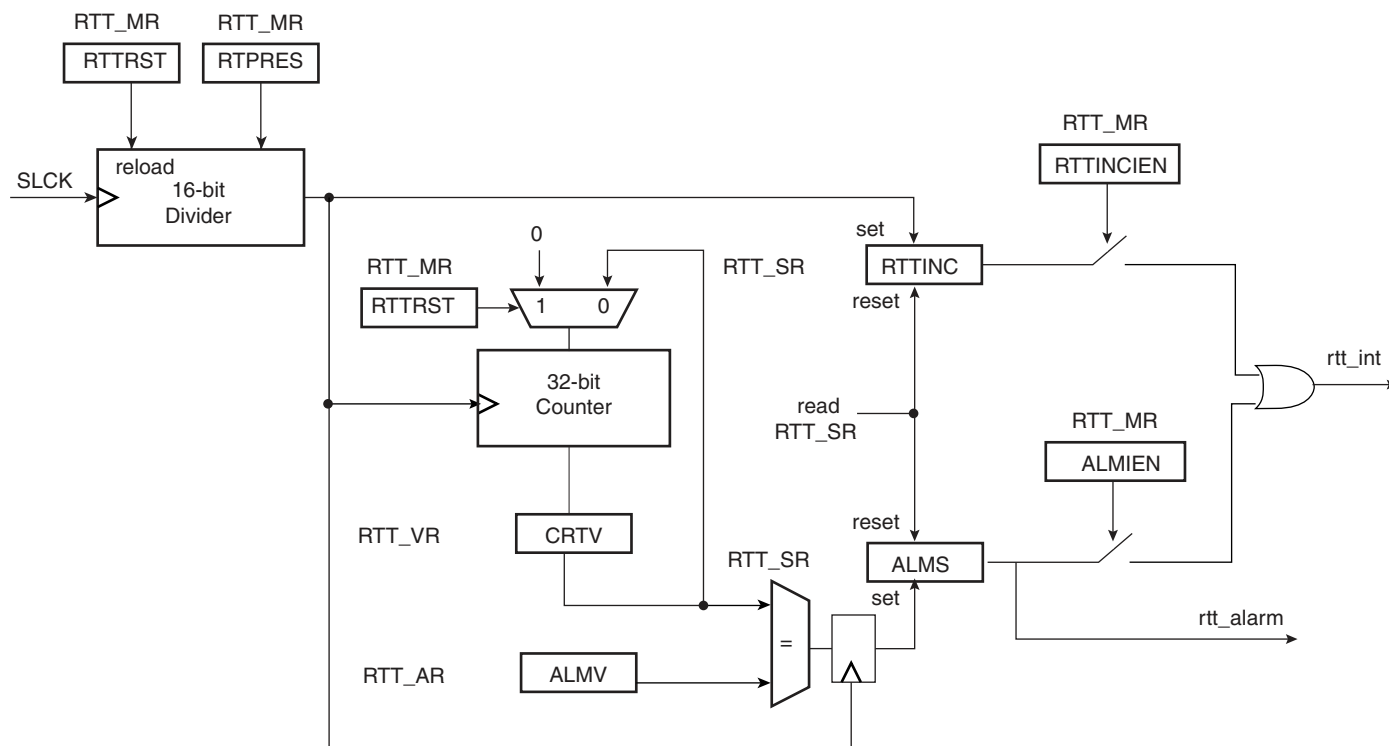 RTT_MR
RTTRST
RTT_MR
RTPRES
SLCK
reload
16-bit
Divider
RTT_MR
RTTINCIEN
0
set
RTT_MR
RTTRST
1 0
RTT_SR
RTTINC
reset
32-bit
Counter
rtt_int
read
RTT_SR
RTT_MR
ALMIEN
RTT_VR
CRTV
reset
RTT_SR
ALMS
set
rtt_alarm
=
RTT_AR
ALMV